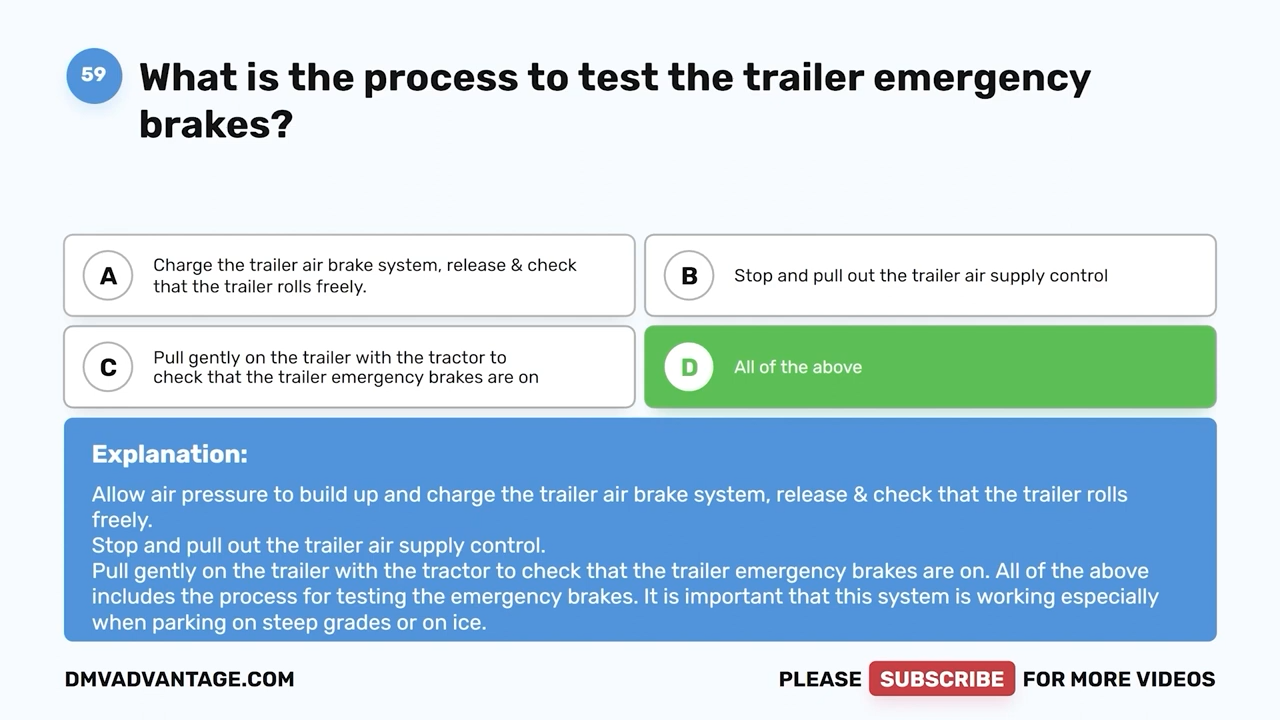 59
What is the process to test the trailer emergency
brakes?
A
Charge the trailer air brake system, release & check
that the trailer rolls freely.
B
Stop and pull out the trailer air supply control
C
Pull gently on the trailer with the tractor to
check that the trailer emergency brakes are on
D
All of the above
Explanation:
Allow air pressure to build up and charge the trailer air brake system, release & check that the trailer rolls
freely.
Stop and pull out the trailer air supply control.
Pull gently on the trailer with the tractor to check that the trailer emergency brakes are on. All of the above
includes the process for testing the emergency brakes. It is important that this system is working especially
when parking on steep grades or on ice.
DMVADVANTAGE.COM
PLEASE SUBSCRIBE FOR MORE VIDEOS